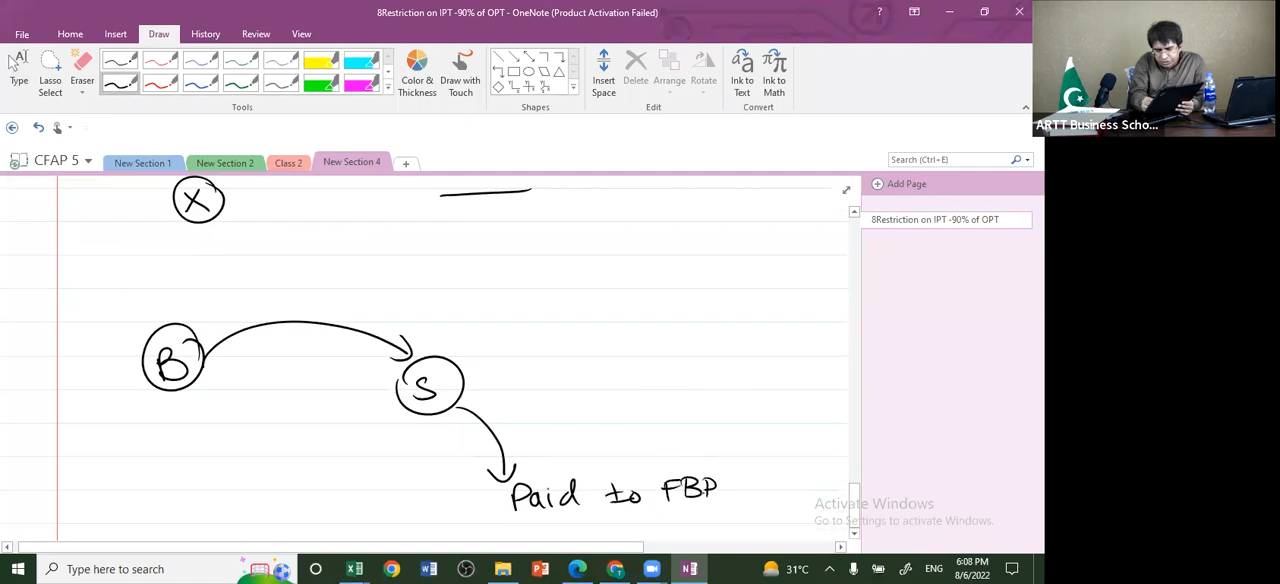 8Restriction on IPT -90% of OPT - OneNote (Product Activation Failed)
?
File Home Insert Draw History Review View
Type
Lasso Select
Eraser
Color & Thickness
Draw with Touch
Insert Space
Delete
Arrange
Rotate
Ink to Text
Ink to Math
Tools
Shapes
Edit
Convert
ARTT Business Scho...
CFAP 5
New Section 1
New Section 2
Class 2
New Section 4
Search (Ctrl+E)
Add Page
8Restriction on IPT -90% of OPT
X
B
S
Paid to FBP
Activate Windows
Go to Settings to activate Windows.
Type here to search
31°C
ENG
6:08 PM
8/6/2022